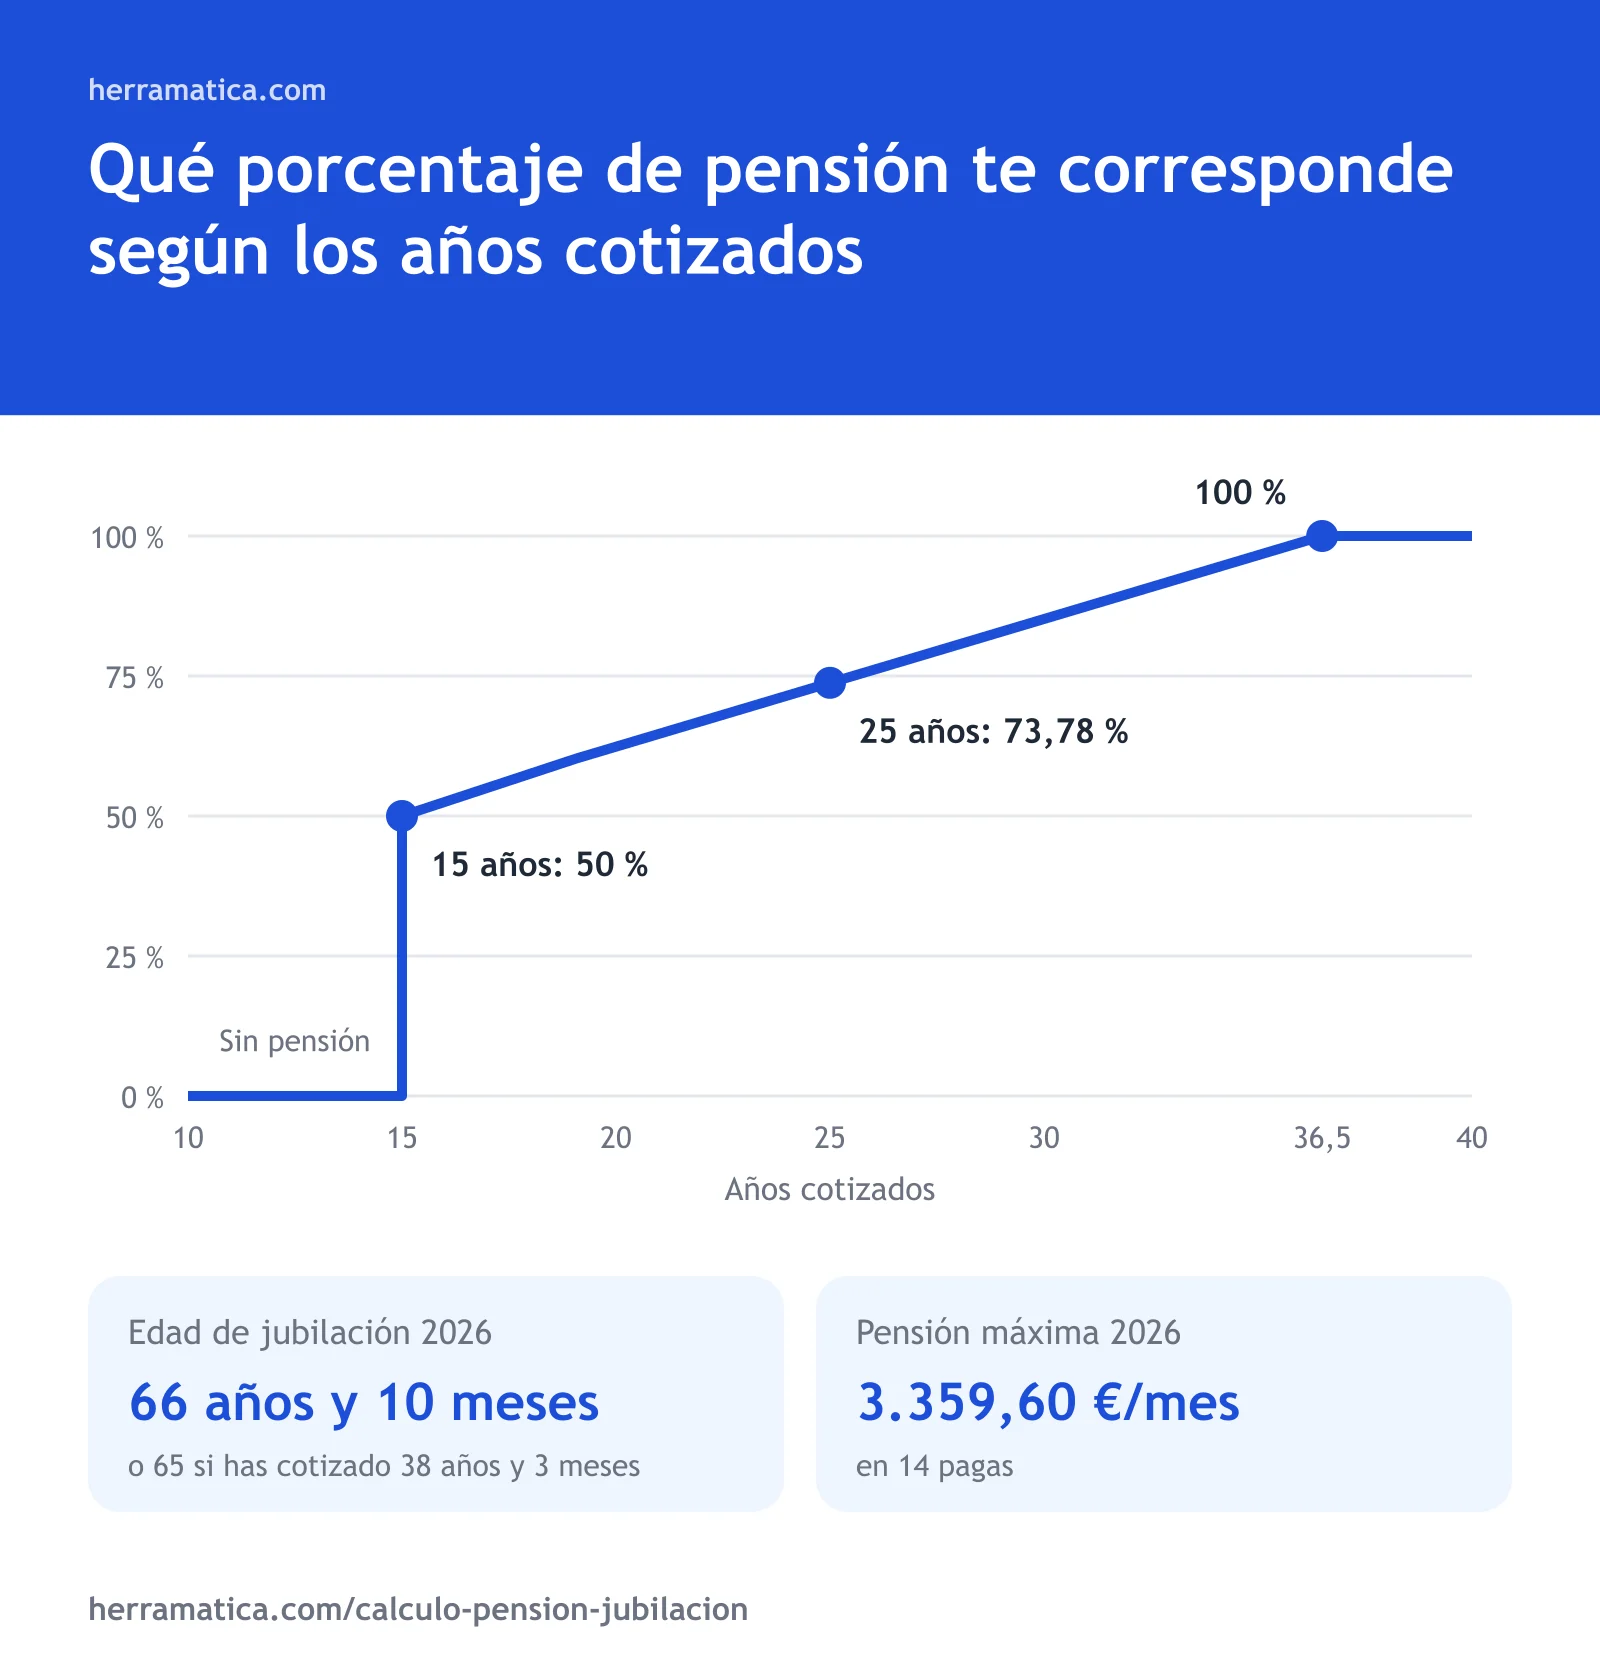 herramatica.com
Qué porcentaje de pensión te corresponde
según los años cotizados
100 %
100 %
75 %
25 años: 73,78 %
50 %
15 años: 50 %
25 %
Sin pensión
0 %
10 15 20 25 30 36,5 40
Años cotizados
Edad de jubilación 2026
66 años y 10 meses
o 65 si has cotizado 38 años y 3 meses
Pensión máxima 2026
3.359,60 €/mes
en 14 pagas
herramatica.com/calculo-pension-jubilacion